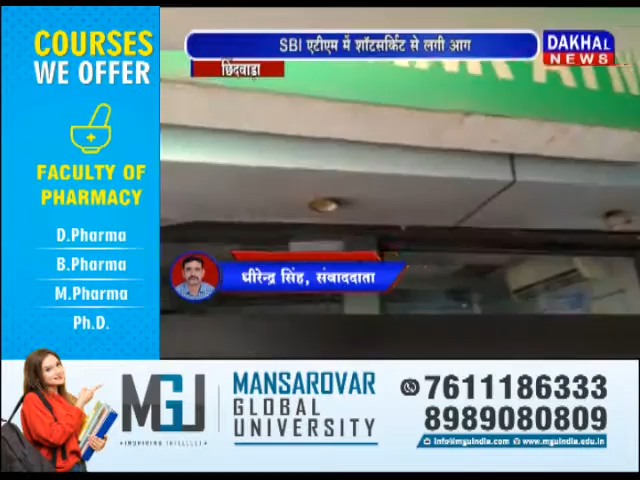 COURSES
WE OFFER
FACULTY OF
PHARMACY
D.Pharma
B.Pharma
M.Pharma
Ph.D.
SBI एटीएम में शॉटसर्किट से लगी आग
छिंदवाड़ा
DAKHAL
NEWS
धीरेन्द्र सिंह, संवाददाता
MGU
INSPIRING INTELLECT
MANSAROVAR
GLOBAL
UNIVERSITY
7611186333
8989080809
info@mguindia.com www.mguindia.edu.in